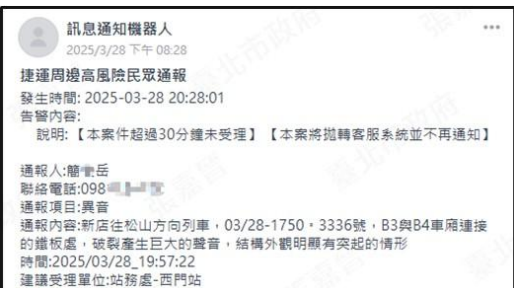 訊息通知機器人
2025/3/28 下午 08:28
捷運周邊高風險民眾通報
發生時間: 2025-03-28 20:28:01
告警內容:
說明:【本案件超過30分鐘未受理】【本案將拋轉客服系統並不再通知】
通報人:簡 岳
聯絡電話:098
通報項目:異音
通報內容:新店往松山方向列車，03/28-1750。3336號，B3與B4車廂連接
的鐵板處，破裂產生巨大的聲音，結構外觀明顯有突起的情形
時間:2025/03/28_19:57:22
建議受理單位:站務處-西門站